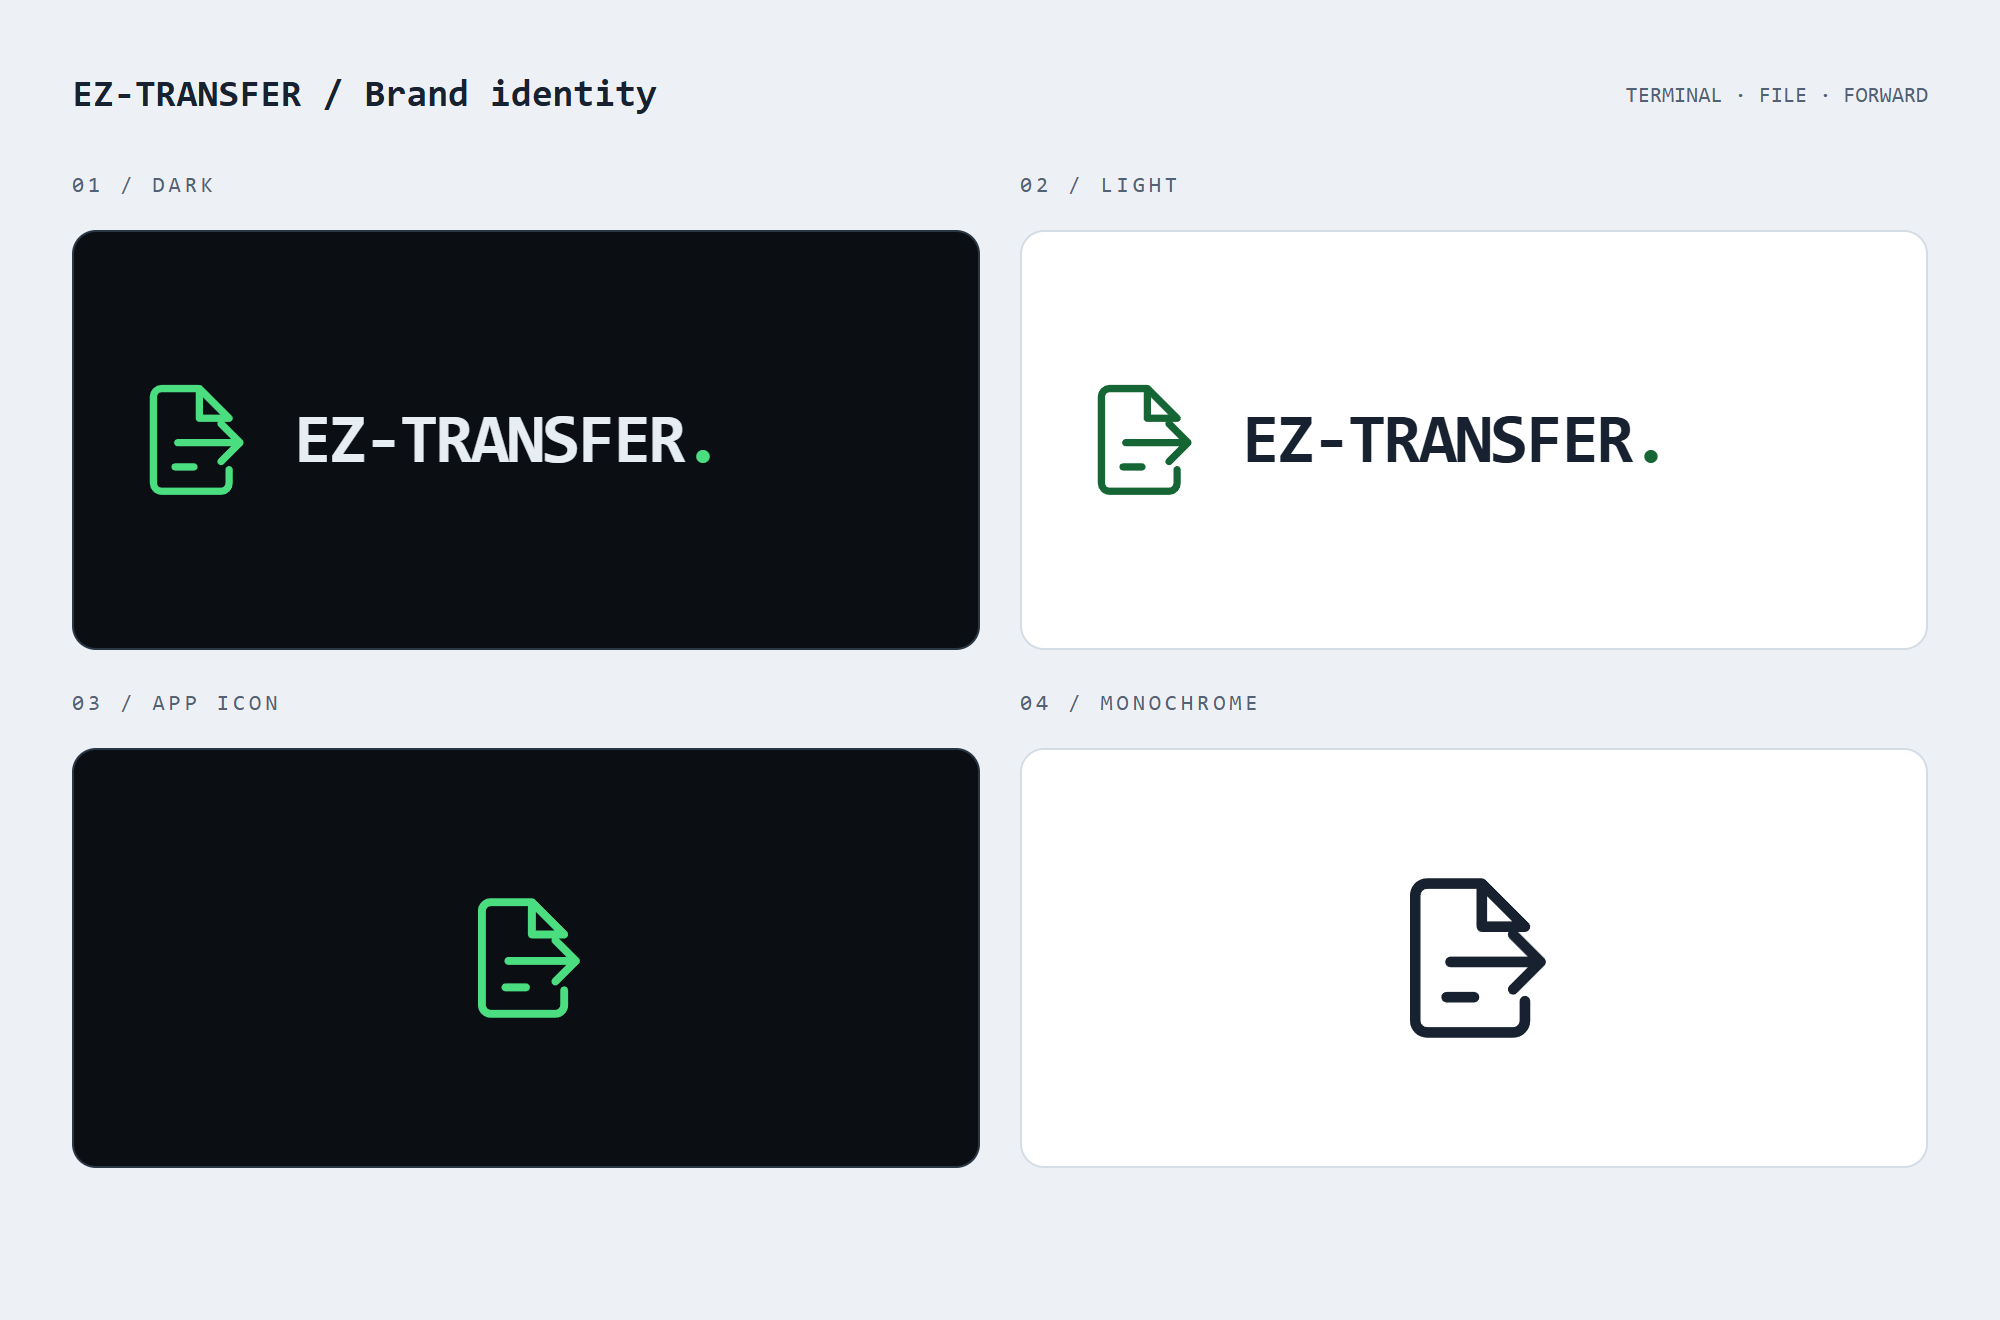 EZ-TRANSFER / Brand identity
TERMINAL · FILE · FORWARD
01 / DARK
02 / LIGHT
EZ-TRANSFER.
EZ-TRANSFER.
03 / APP ICON
04 / MONOCHROME